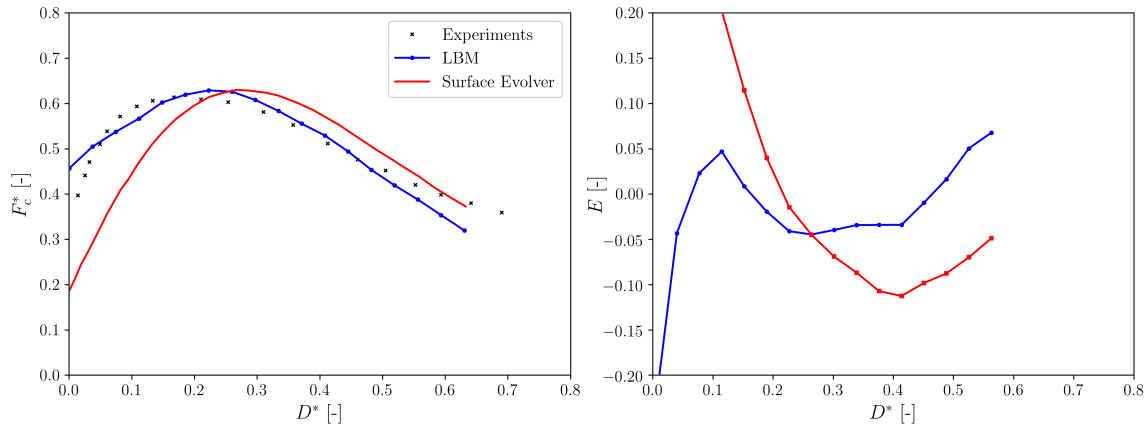 0.8
0.7
0.6
0.5
0.4
0.3
0.2
0.1
0.0
F*c [-]
0.0 0.1 0.2 0.3 0.4 0.5 0.6 0.7 0.8
D* [-]
Experiments
LBM
Surface Evolver
0.20
0.15
0.10
0.05
0.00
−0.05
−0.10
−0.15
−0.20
E [-]
0.0 0.1 0.2 0.3 0.4 0.5 0.6 0.7 0.8
D* [-]